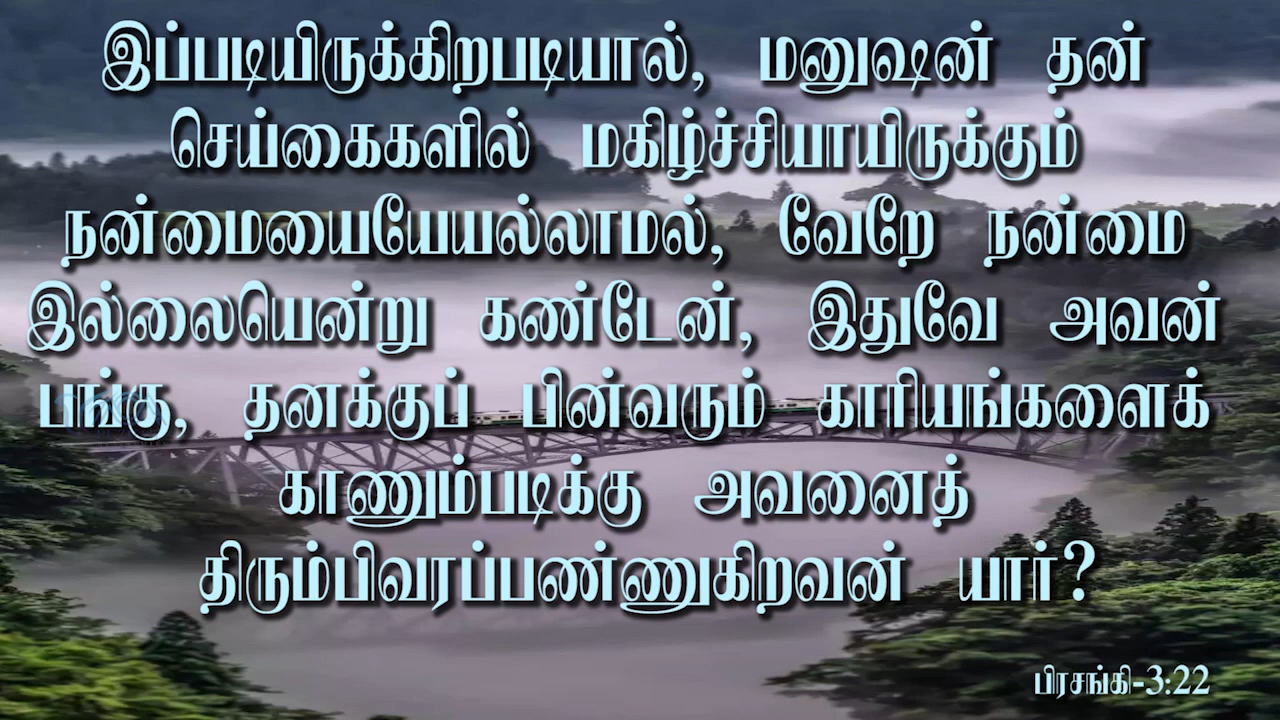 இப்படியிருக்கிறபடியால், மனுஷன் தன்
செய்கைகளில் மகிழ்ச்சியாயிருக்கும்
நன்மையையேயல்லாமல், வேறே நன்மை
இல்லையென்று கண்டேன், இதுவே அவன்
பங்கு, தனக்குப் பின்வரும் காரியங்களைக்
காணும்படிக்கு அவனைத்
திரும்பிவரப்பண்ணுகிறவன் யார்?
பிரசங்கி-3:22